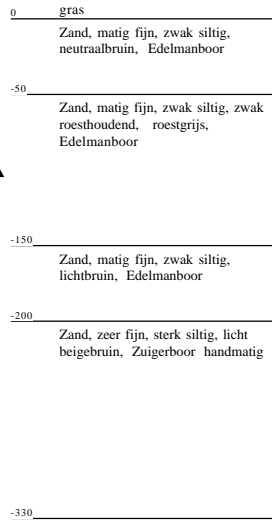 0 gras
Zand, matig fijn, zwak siltig,
neutraalbruin, Edelmanboor
-50
Zand, matig fijn, zwak siltig, zwak
roesthoudend, roestgrijs,
Edelmanboor
-150
Zand, matig fijn, zwak siltig,
lichtbruin, Edelmanboor
-200
Zand, zeer fijn, sterk siltig, licht
beigebruin, Zuigerboor handmatig
-330